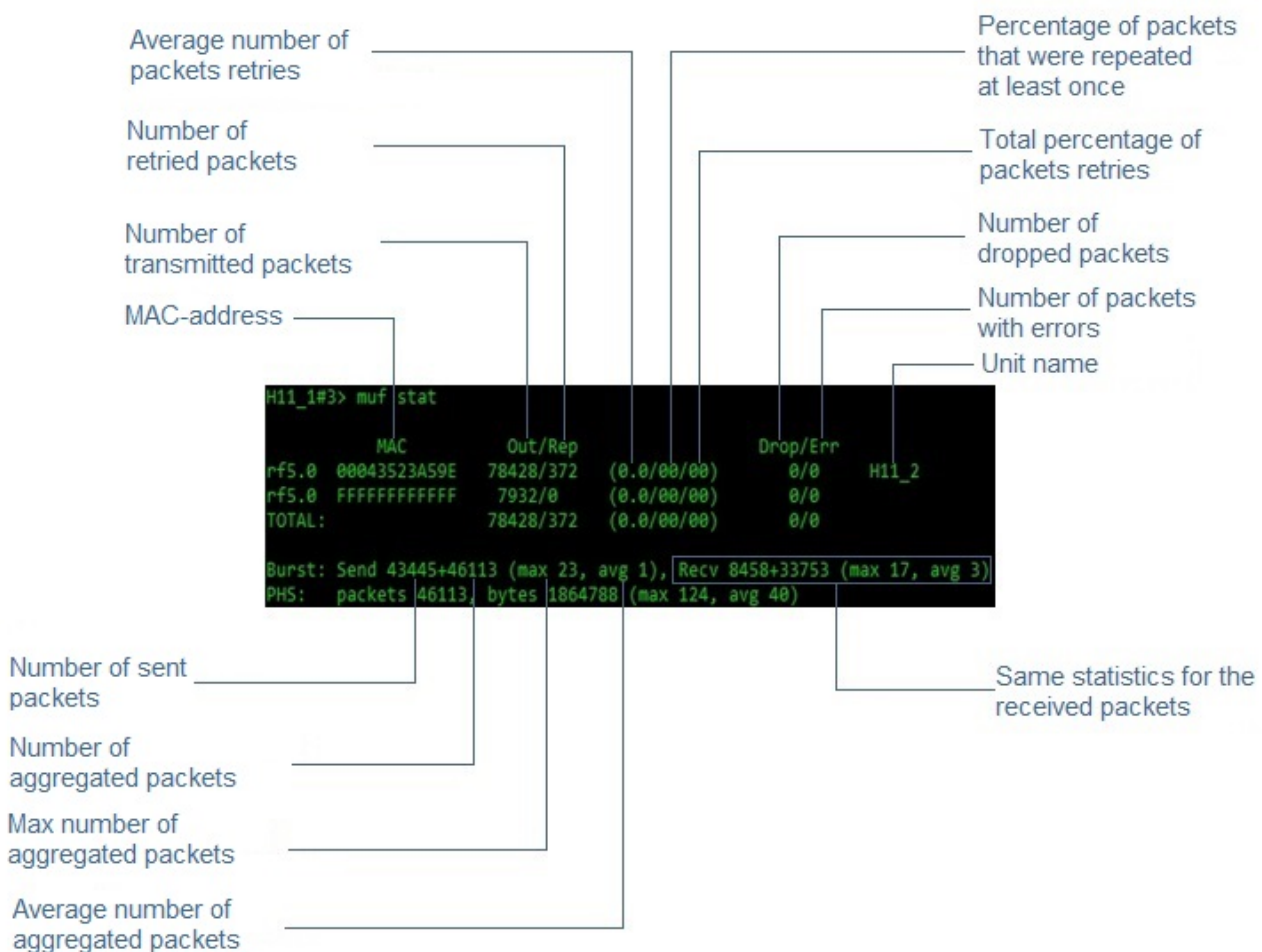 Average number of
packets retries
Percentage of packets
that were repeated
at least once
Number of
retried packets
Total percentage of
packets retries
Number of
transmitted packets
Number of
dropped packets
MAC-address
Number of packets
with errors
Unit name
H11_1#3> muf stat
MAC Out/Rep Drop/Err
rf5.0 00043523A59E 78428/372 (0.0/00/00) 0/0 H11_2
rf5.0 FFFFFFFFFFFF 7932/0 (0.0/00/00) 0/0
TOTAL: 78428/372 (0.0/00/00) 0/0
Burst: Send 43445+46113 (max 23, avg 1), Recv 8458+33753 (max 17, avg 3)
PHS: packets 46113, bytes 1864788 (max 124, avg 40)
Number of sent
packets
Same statistics for the
received packets
Number of
aggregated packets
Max number of
aggregated packets
Average number of
aggregated packets